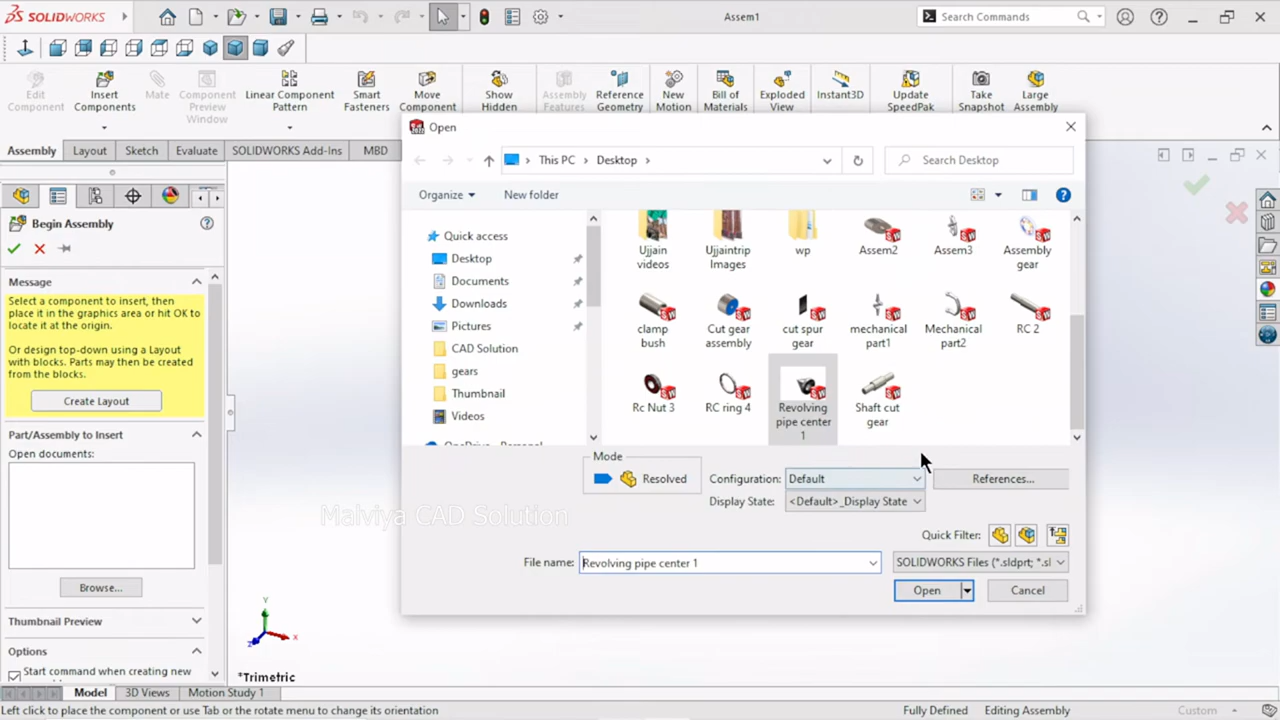 SOLIDWORKS
Assem1
Search Commands
Edit Component
Insert Components
Mate
Component Preview Window
Linear Component Pattern
Smart Fasteners
Move Component
Show Hidden
Assembly Features
Reference Geometry
New Motion
Bill of Materials
Exploded View
Instant3D
Update SpeedPak
Take Snapshot
Large Assembly
Assembly
Layout
Sketch
Evaluate
SOLIDWORKS Add-Ins
MBD
Begin Assembly
Message
Select a component to insert, then
place it in the graphics area or hit OK to
locate it at the origin.
Or design top-down using a Layout
with blocks. Parts may then be created
from the blocks.
Create Layout
Part/Assembly to Insert
Open documents:
Browse...
Thumbnail Preview
Options
Start command when creating new
Open
This PC > Desktop >
Search Desktop
Organize
New folder
Quick access
Desktop
Documents
Downloads
Pictures
CAD Solution
gears
Thumbnail
Videos
Ujjain videos
Ujjaintrip Images
wp
Assem2
Assem3
Assembly gear
clamp bush
Cut gear assembly
cut spur gear
mechanical part1
Mechanical part2
RC 2
Rc Nut 3
RC ring 4
Revolving pipe center 1
Shaft cut gear
Mode
Resolved
Configuration: Default
References...
Display State: <Default>_Display State
Quick Filter:
File name: Revolving pipe center 1
SOLIDWORKS Files (*.sldprt; *.sl
Open
Cancel
Malviya CAD Solution
Y
X
Z
*Trimetric
Model
3D Views
Motion Study 1
Left click to place the component or use Tab or the rotate menu to change its orientation
Fully Defined
Editing Assembly
Custom